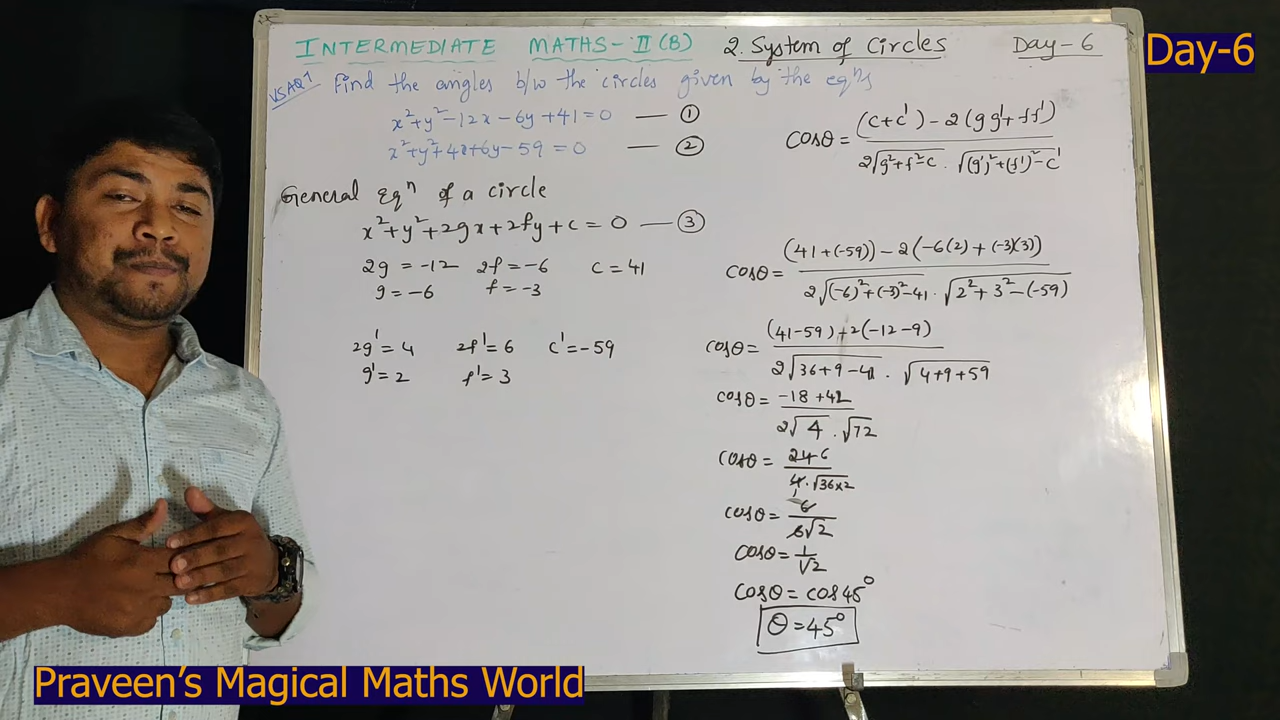 INTERMEDIATE MATHS-II(B) 2. System of Circles Day-6
Day-6
VSAQ 1 Find the angles b/w the circles given by the eqⁿs
x²+y²-12x-6y+41=0 — ①
x²+y²+4x+6y-59=0 — ②
General Eqⁿ of a circle
x²+y²+2gx+2fy+c=0 — ③
2g=-12 2f=-6 c=41
g=-6 f=-3
2g'=4 2f'=6 c'=-59
g'=2 f'=3
cosθ= (c+c')-2(gg'+ff') / 2√g²+f²-c . √(g')²+(f')²-c'
cosθ= (41+(-59))-2(-6(2)+(-3)(3)) / 2√(-6)²+(-3)²-41 . √2²+3²-(-59)
cosθ= (41-59)+2(-12-9) / 2√36+9-41 . √4+9+59
cosθ= -18+42 / 2√4 . √72
cosθ= 24 6 / 4 . √36x2
1
cosθ= 6 / 6√2
cosθ= 1/√2
cosθ = cos45°
θ=45°
Praveen's Magical Maths World